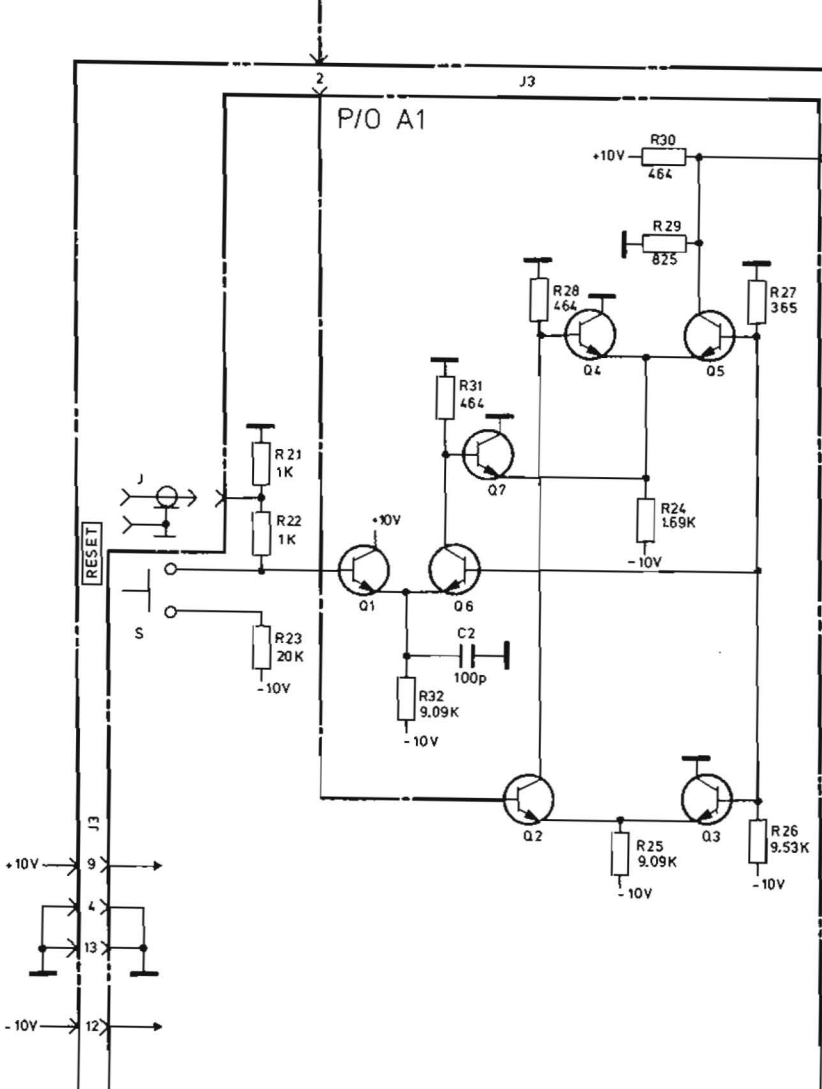 2
J3
P/O A1
R30
+10V
464
R29
825
R28
464
R27
365
Q4
Q5
R31
464
R21
1K
J
Q7
R24
1.69K
+10V
R22
1K
-10V
RESET
Q1
Q6
S
R23
20K
C2
100p
-10V
R32
9.09K
-10V
J3
Q2
R25
9.09K
Q3
R26
9.53K
+10V
9
-10V
-10V
4
13
-10V
12